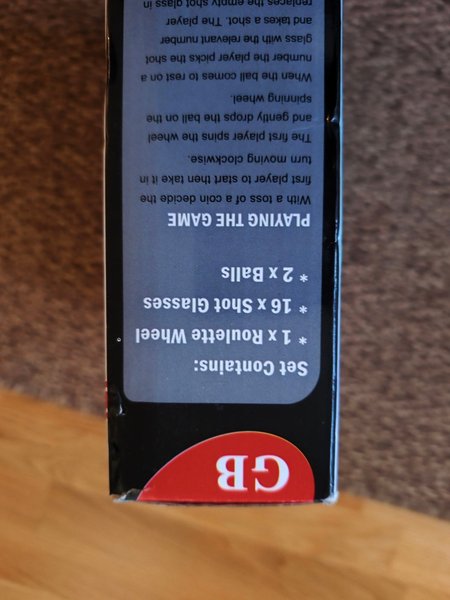 GB
Set Contains:
* 1 x Roulette Wheel
* 16 x Shot Glasses
* 2 x Balls
PLAYING THE GAME
With a toss of a coin decide the
first player to start then take it in
turn moving clockwise.
The first player spins the wheel
and gently drops the ball on the
spinning wheel.
When the ball comes to rest on a
number the player picks the shot
glass with the relevant number
and takes a shot. The player
replaces the empty shot glass in